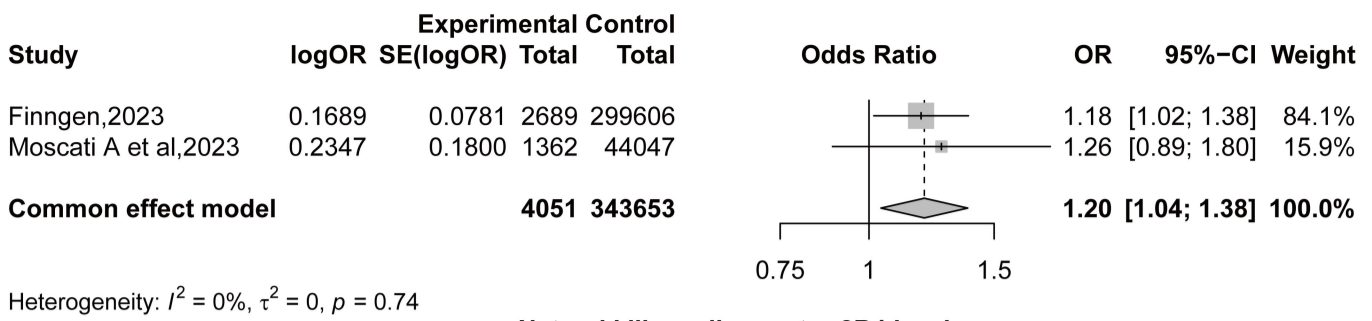 Experimental Control
Study logOR SE(logOR) Total Total Odds Ratio OR 95%−CI Weight
Finngen,2023 0.1689 0.0781 2689 299606 1.18 [1.02; 1.38] 84.1%
Moscati A et al,2023 0.2347 0.1800 1362 44047 1.26 [0.89; 1.80] 15.9%
Common effect model 4051 343653 1.20 [1.04; 1.38] 100.0%
0.75 1 1.5
Heterogeneity: I² = 0%, τ² = 0, p = 0.74